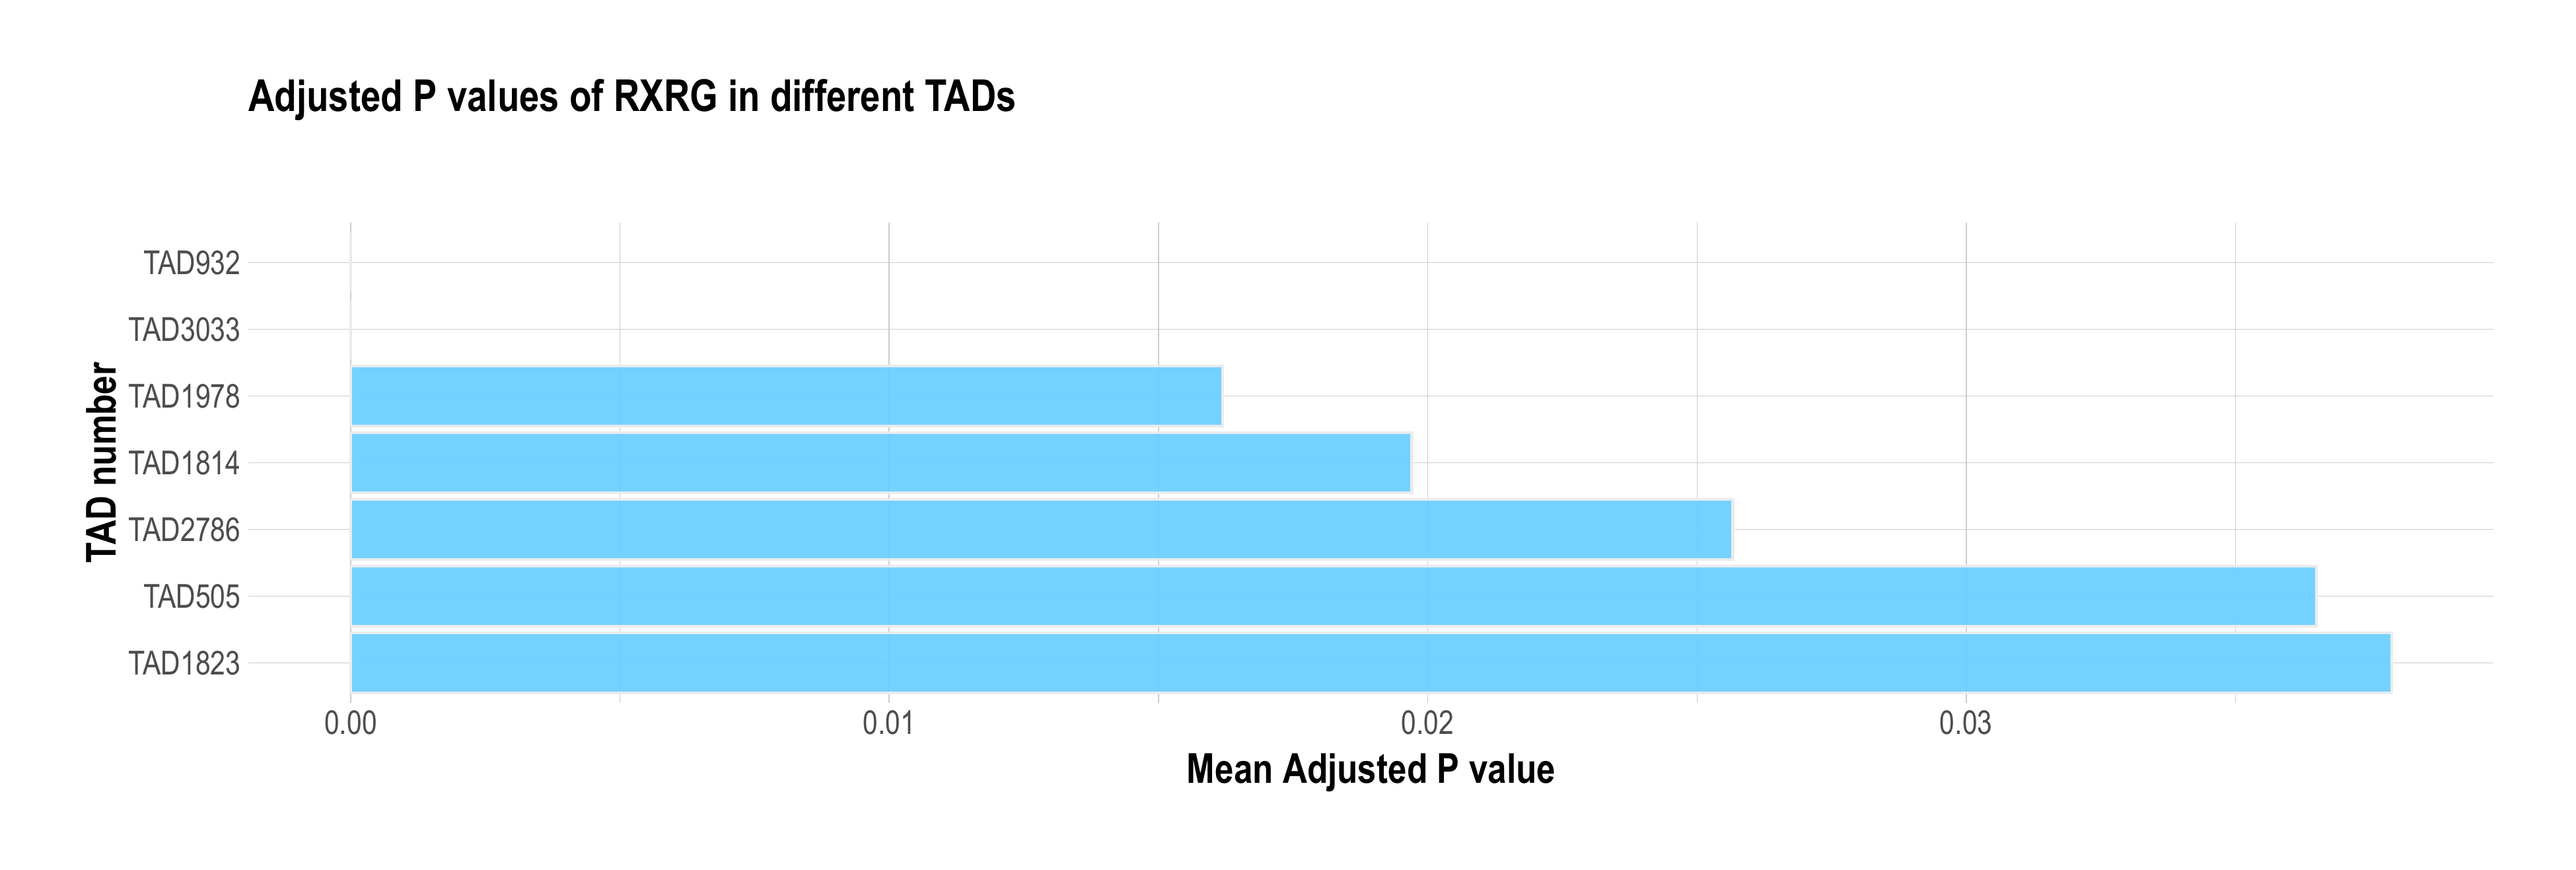 Adjusted P values of RXRG in different TADs
TAD number
TAD932
TAD3033
TAD1978
TAD1814
TAD2786
TAD505
TAD1823
0.00 0.01 0.02 0.03
Mean Adjusted P value